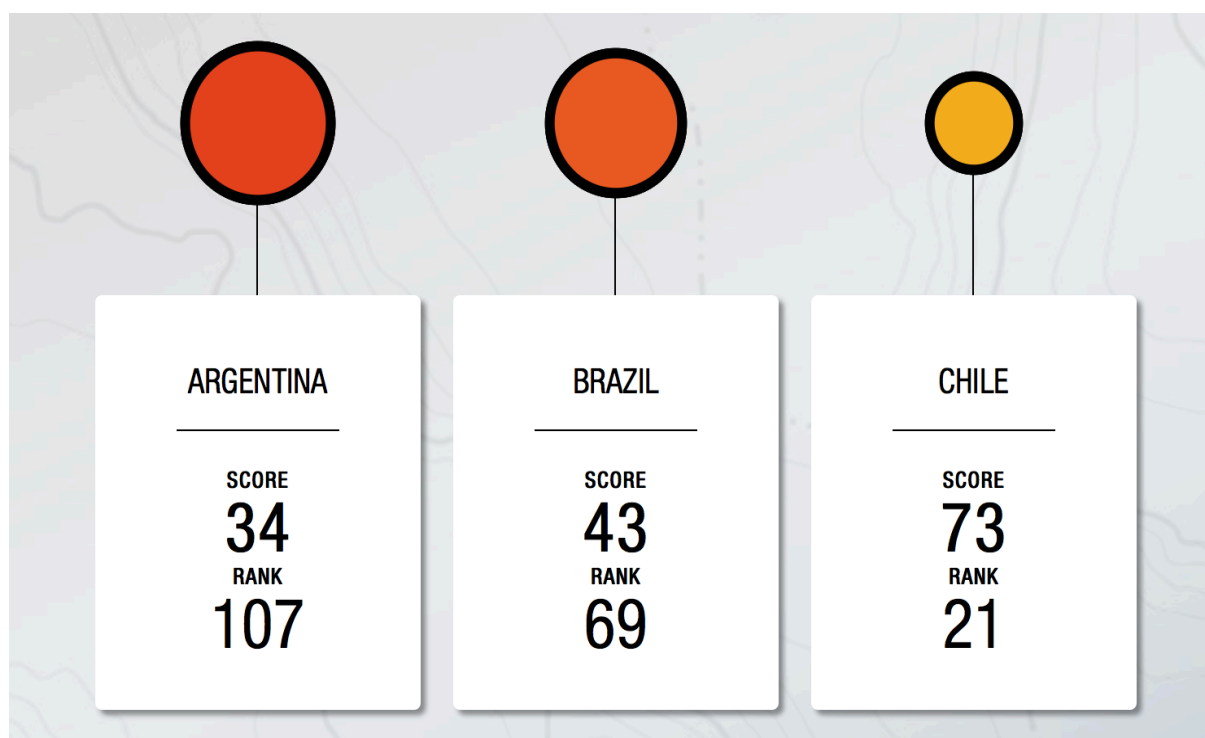 ARGENTINA
SCORE
34
RANK
107
BRAZIL
SCORE
43
RANK
69
CHILE
SCORE
73
RANK
21